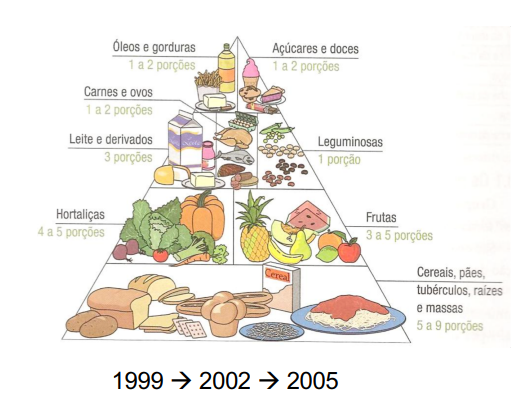 Óleos e gorduras
1 a 2 porções
Açúcares e doces
1 a 2 porções
Carnes e ovos
1 a 2 porções
Leite e derivados
3 porções
Leguminosas
1 porção
Hortaliças
4 a 5 porções
Frutas
3 a 5 porções
Cereal
Cereais, pães,
tubérculos, raízes
e massas
5 a 9 porções
1999 → 2002 → 2005